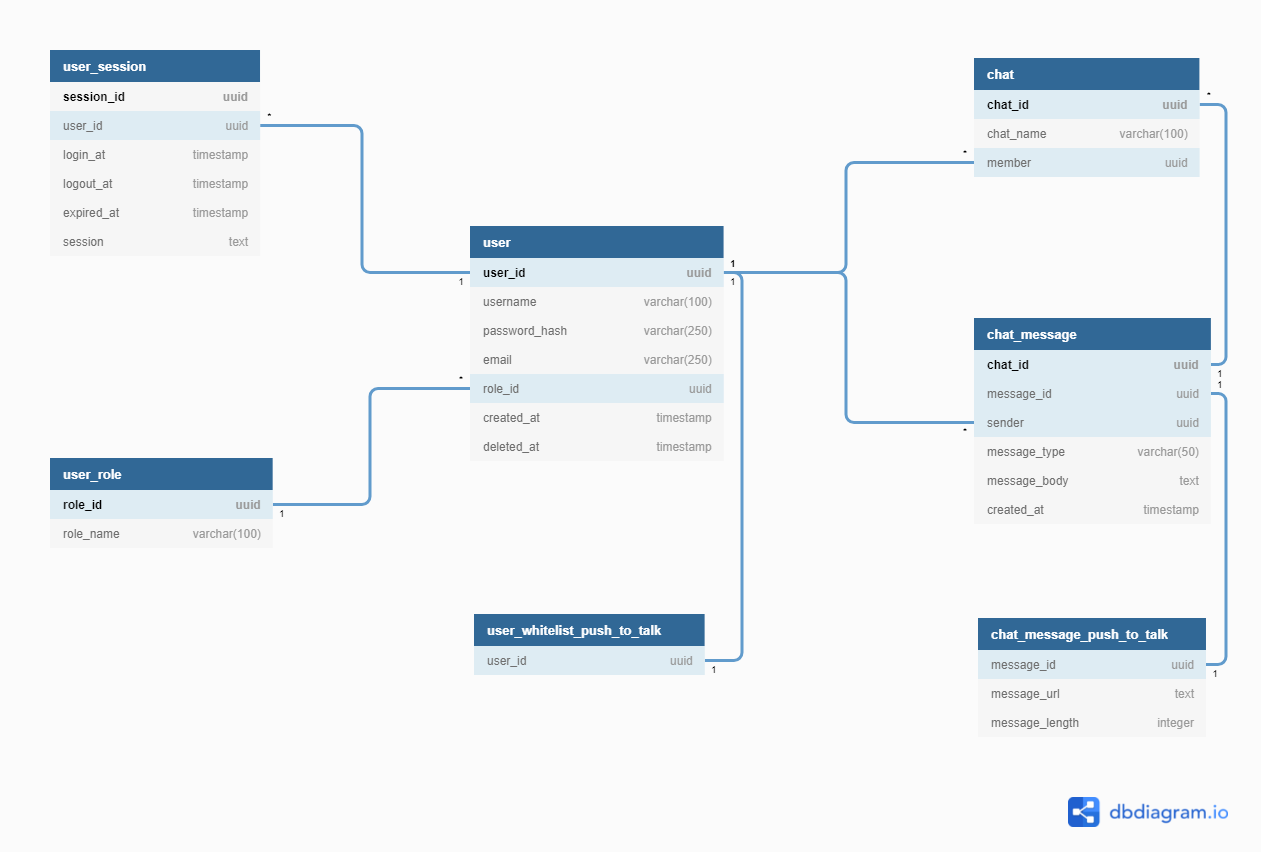 user_session
session_id uuid
user_id uuid
login_at timestamp
logout_at timestamp
expired_at timestamp
session text
*
1
user
user_id uuid
username varchar(100)
password_hash varchar(250)
email varchar(250)
role_id uuid
created_at timestamp
deleted_at timestamp
1
1
*
user_role
role_id uuid
role_name varchar(100)
1
user_whitelist_push_to_talk
user_id uuid
1
chat
chat_id uuid
chat_name varchar(100)
member uuid
*
*
chat_message
chat_id uuid
message_id uuid
sender uuid
message_type varchar(50)
message_body text
created_at timestamp
1
1
*
chat_message_push_to_talk
message_id uuid
message_url text
message_length integer
1
dbdiagram.io